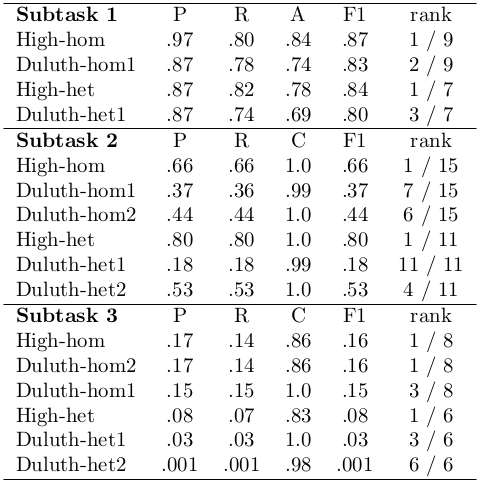 Subtask 1 P R A F1 rank
High-hom .97 .80 .84 .87 1 / 9
Duluth-hom1 .87 .78 .74 .83 2 / 9
High-het .87 .82 .78 .84 1 / 7
Duluth-het1 .87 .74 .69 .80 3 / 7
Subtask 2 P R C F1 rank
High-hom .66 .66 1.0 .66 1 / 15
Duluth-hom1 .37 .36 .99 .37 7 / 15
Duluth-hom2 .44 .44 1.0 .44 6 / 15
High-het .80 .80 1.0 .80 1 / 11
Duluth-het1 .18 .18 .99 .18 11 / 11
Duluth-het2 .53 .53 1.0 .53 4 / 11
Subtask 3 P R C F1 rank
High-hom .17 .14 .86 .16 1 / 8
Duluth-hom2 .17 .14 .86 .16 1 / 8
Duluth-hom1 .15 .15 1.0 .15 3 / 8
High-het .08 .07 .83 .08 1 / 6
Duluth-het1 .03 .03 1.0 .03 3 / 6
Duluth-het2 .001 .001 .98 .001 6 / 6